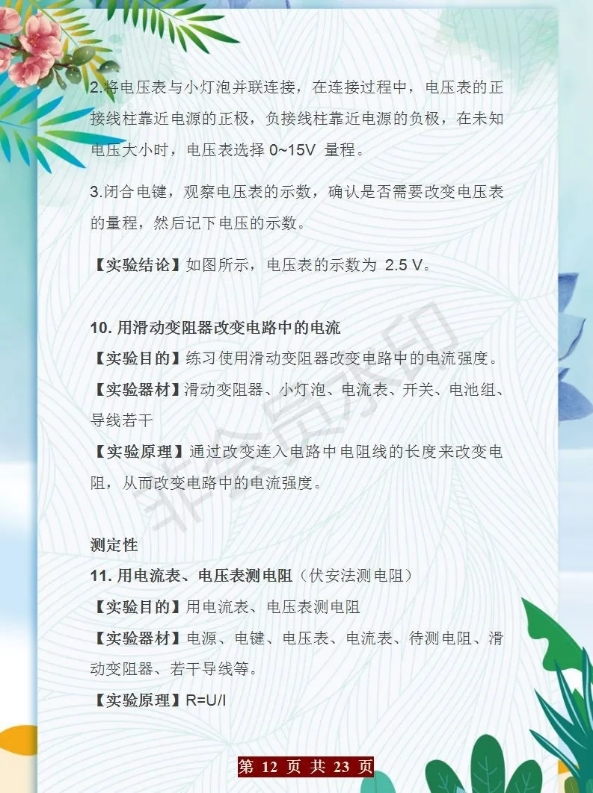 2.将电压表与小灯泡并联连接，在连接过程中，电压表的正
接线柱靠近电源的正极，负接线柱靠近电源的负极，在未知
电压大小时，电压表选择 0~15V 量程。
3.闭合电键，观察电压表的示数，确认是否需要改变电压表
的量程，然后记下电压的示数。
【实验结论】如图所示，电压表的示数为 2.5 V。
10. 用滑动变阻器改变电路中的电流
【实验目的】练习使用滑动变阻器改变电路中的电流强度。
【实验器材】滑动变阻器、小灯泡、电流表、开关、电池组、
导线若干
【实验原理】通过改变连入电路中电阻线的长度来改变电
阻，从而改变电路中的电流强度。
非会员水印
测定性
11. 用电流表、电压表测电阻（伏安法测电阻）
【实验目的】用电流表、电压表测电阻
【实验器材】电源、电键、电压表、电流表、待测电阻、滑
动变阻器、若干导线等。
【实验原理】R=U/I
第 12 页 共 23 页